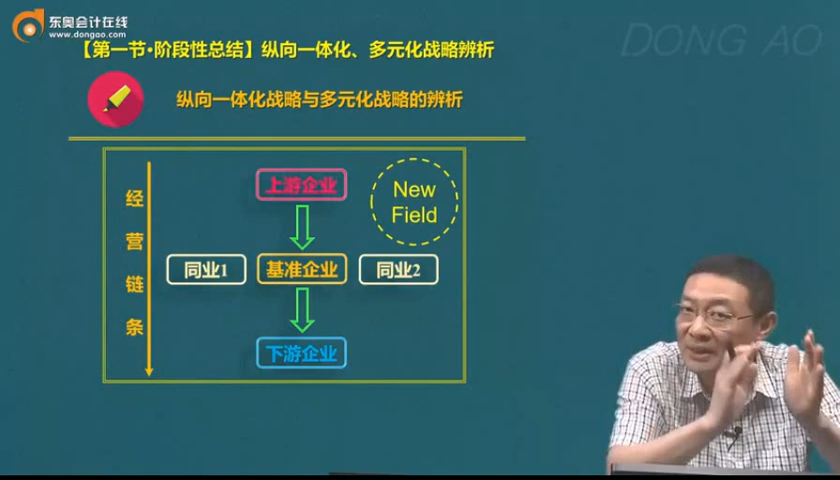 东奥会计在线
www.dongao.com
DONG AO
【第一节·阶段性总结】纵向一体化、多元化战略辨析
纵向一体化战略与多元化战略的辨析
经营链条
上游企业
New
Field
同业1
基准企业
同业2
下游企业